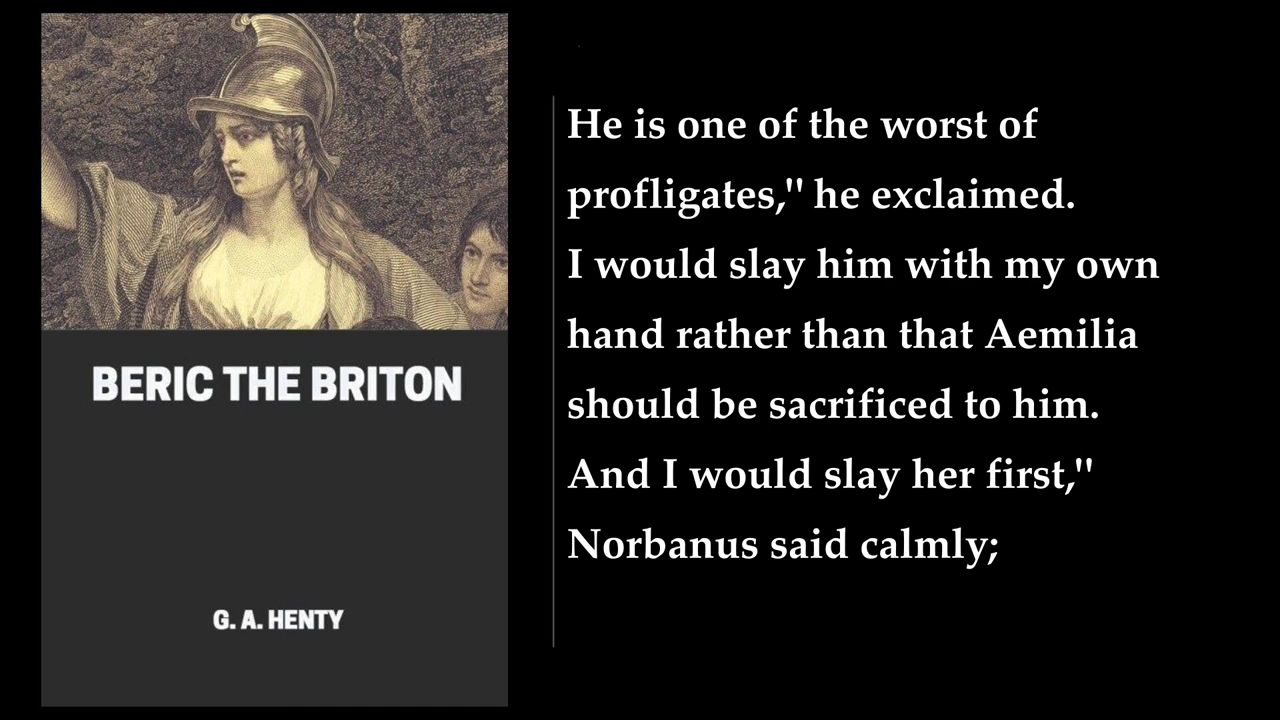 BERIC THE BRITON
G. A. HENTY
He is one of the worst of
profligates," he exclaimed.
I would slay him with my own
hand rather than that Aemilia
should be sacrificed to him.
And I would slay her first,"
Norbanus said calmly;